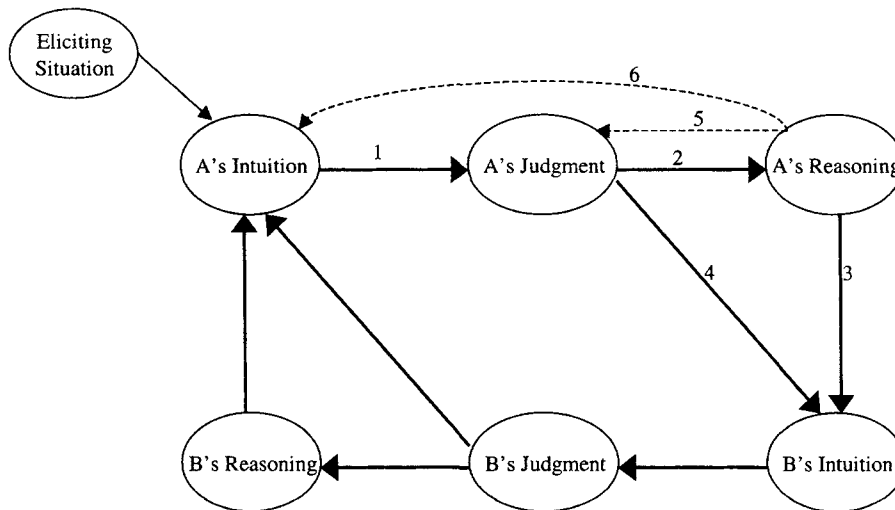 Eliciting
Situation
6
5
A's Intuition
1
A's Judgment
2
A's Reasoning
4
3
B's Reasoning
B's Judgment
B's Intuition